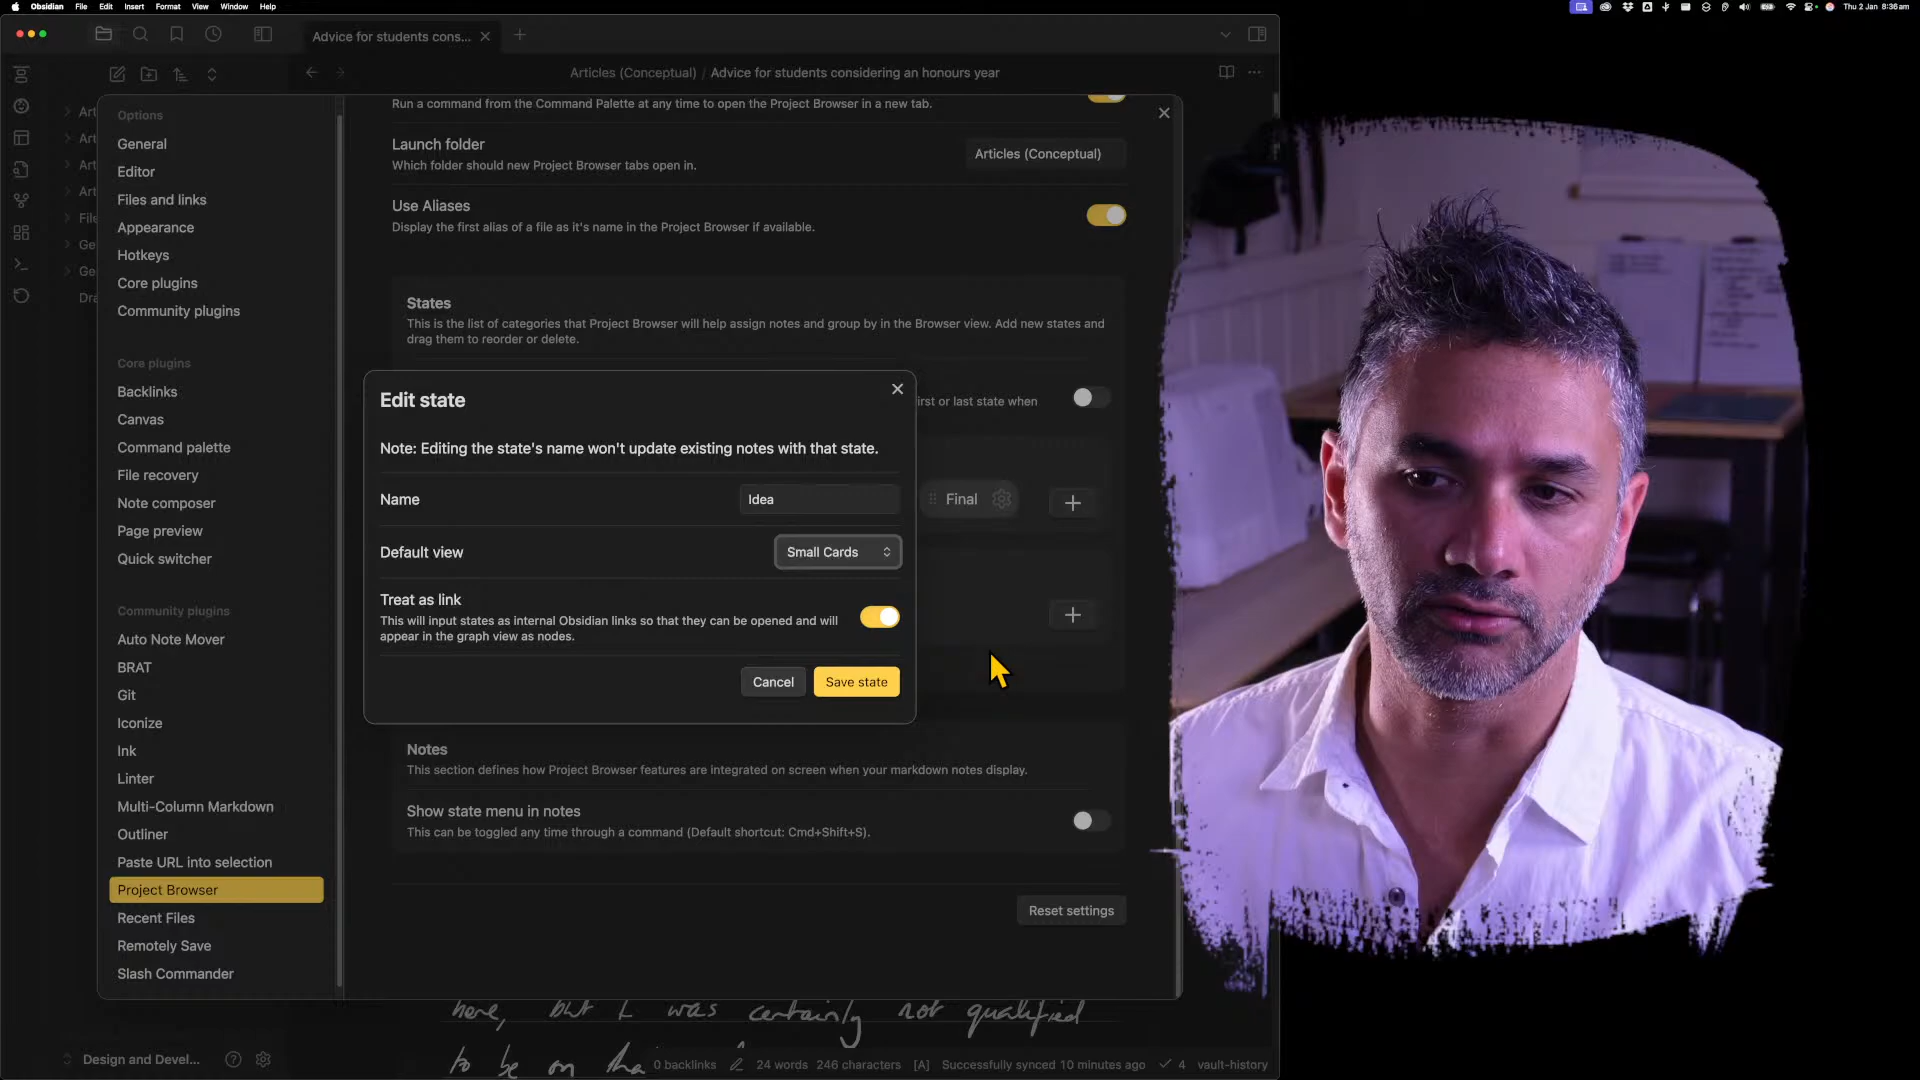 Obsidian File Edit Insert Format View Window Help
Thu 2 Jan 8:36am
Advice for students cons...
Articles (Conceptual) / Advice for students considering an honours year
Art
Art
Art
Art
File
Ge
Ge
Dra
Options
General
Editor
Files and links
Appearance
Hotkeys
Core plugins
Community plugins
Core plugins
Backlinks
Canvas
Command palette
File recovery
Note composer
Page preview
Quick switcher
Community plugins
Auto Note Mover
BRAT
Git
Iconize
Ink
Linter
Multi-Column Markdown
Outliner
Paste URL into selection
Project Browser
Recent Files
Remotely Save
Slash Commander
Run a command from the Command Palette at any time to open the Project Browser in a new tab.
Launch folder
Which folder should new Project Browser tabs open in.
Articles (Conceptual)
Use Aliases
Display the first alias of a file as it's name in the Project Browser if available.
States
This is the list of categories that Project Browser will help assign notes and group by in the Browser view. Add new states and
drag them to reorder or delete.
irst or last state when
Final
Edit state
Note: Editing the state's name won't update existing notes with that state.
Name
Idea
Default view
Small Cards
Treat as link
This will input states as internal Obsidian links so that they can be opened and will
appear in the graph view as nodes.
Cancel
Save state
Notes
This section defines how Project Browser features are integrated on screen when your markdown notes display.
Show state menu in notes
This can be toggled any time through a command (Default shortcut: Cmd+Shift+S).
Reset settings
here, but I was certainly not qualified
to be on tha
Design and Devel...
0 backlinks 24 words 246 characters [A] Successfully synced 10 minutes ago 4 vault-history